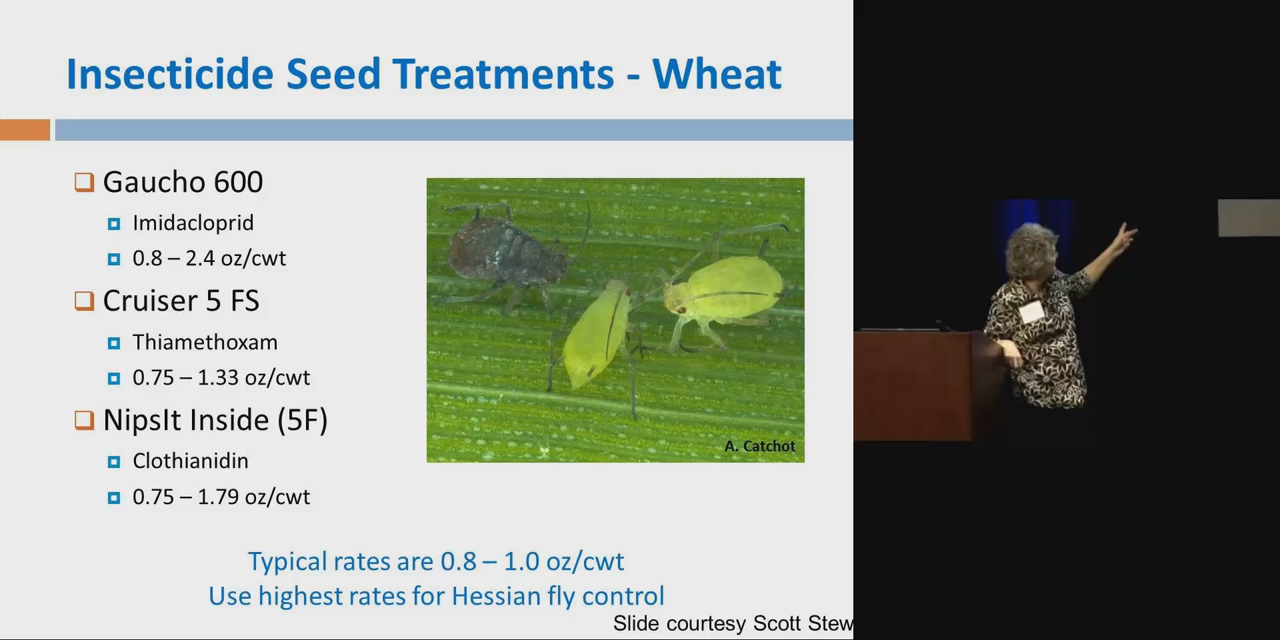 Insecticide Seed Treatments - Wheat
Gaucho 600
Imidacloprid
0.8 – 2.4 oz/cwt
Cruiser 5 FS
Thiamethoxam
0.75 – 1.33 oz/cwt
NipsIt Inside (5F)
Clothianidin
0.75 – 1.79 oz/cwt
A. Catchot
Typical rates are 0.8 – 1.0 oz/cwt
Use highest rates for Hessian fly control
Slide courtesy Scott Stew